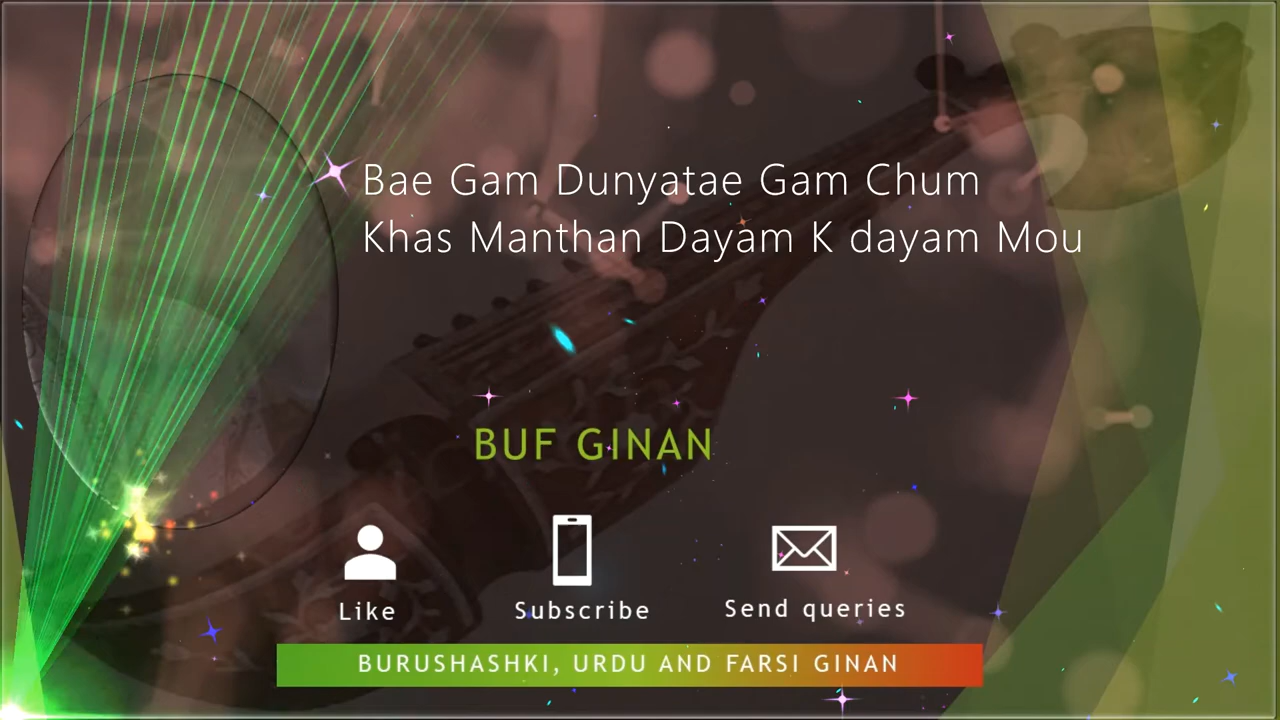 Bae Gam Dunyatae Gam Chum
Khas Manthan Dayam K dayam Mou
BUF GINAN
Like
Subscribe
Send queries
BURUSHASHKI, URDU AND FARSI GINAN